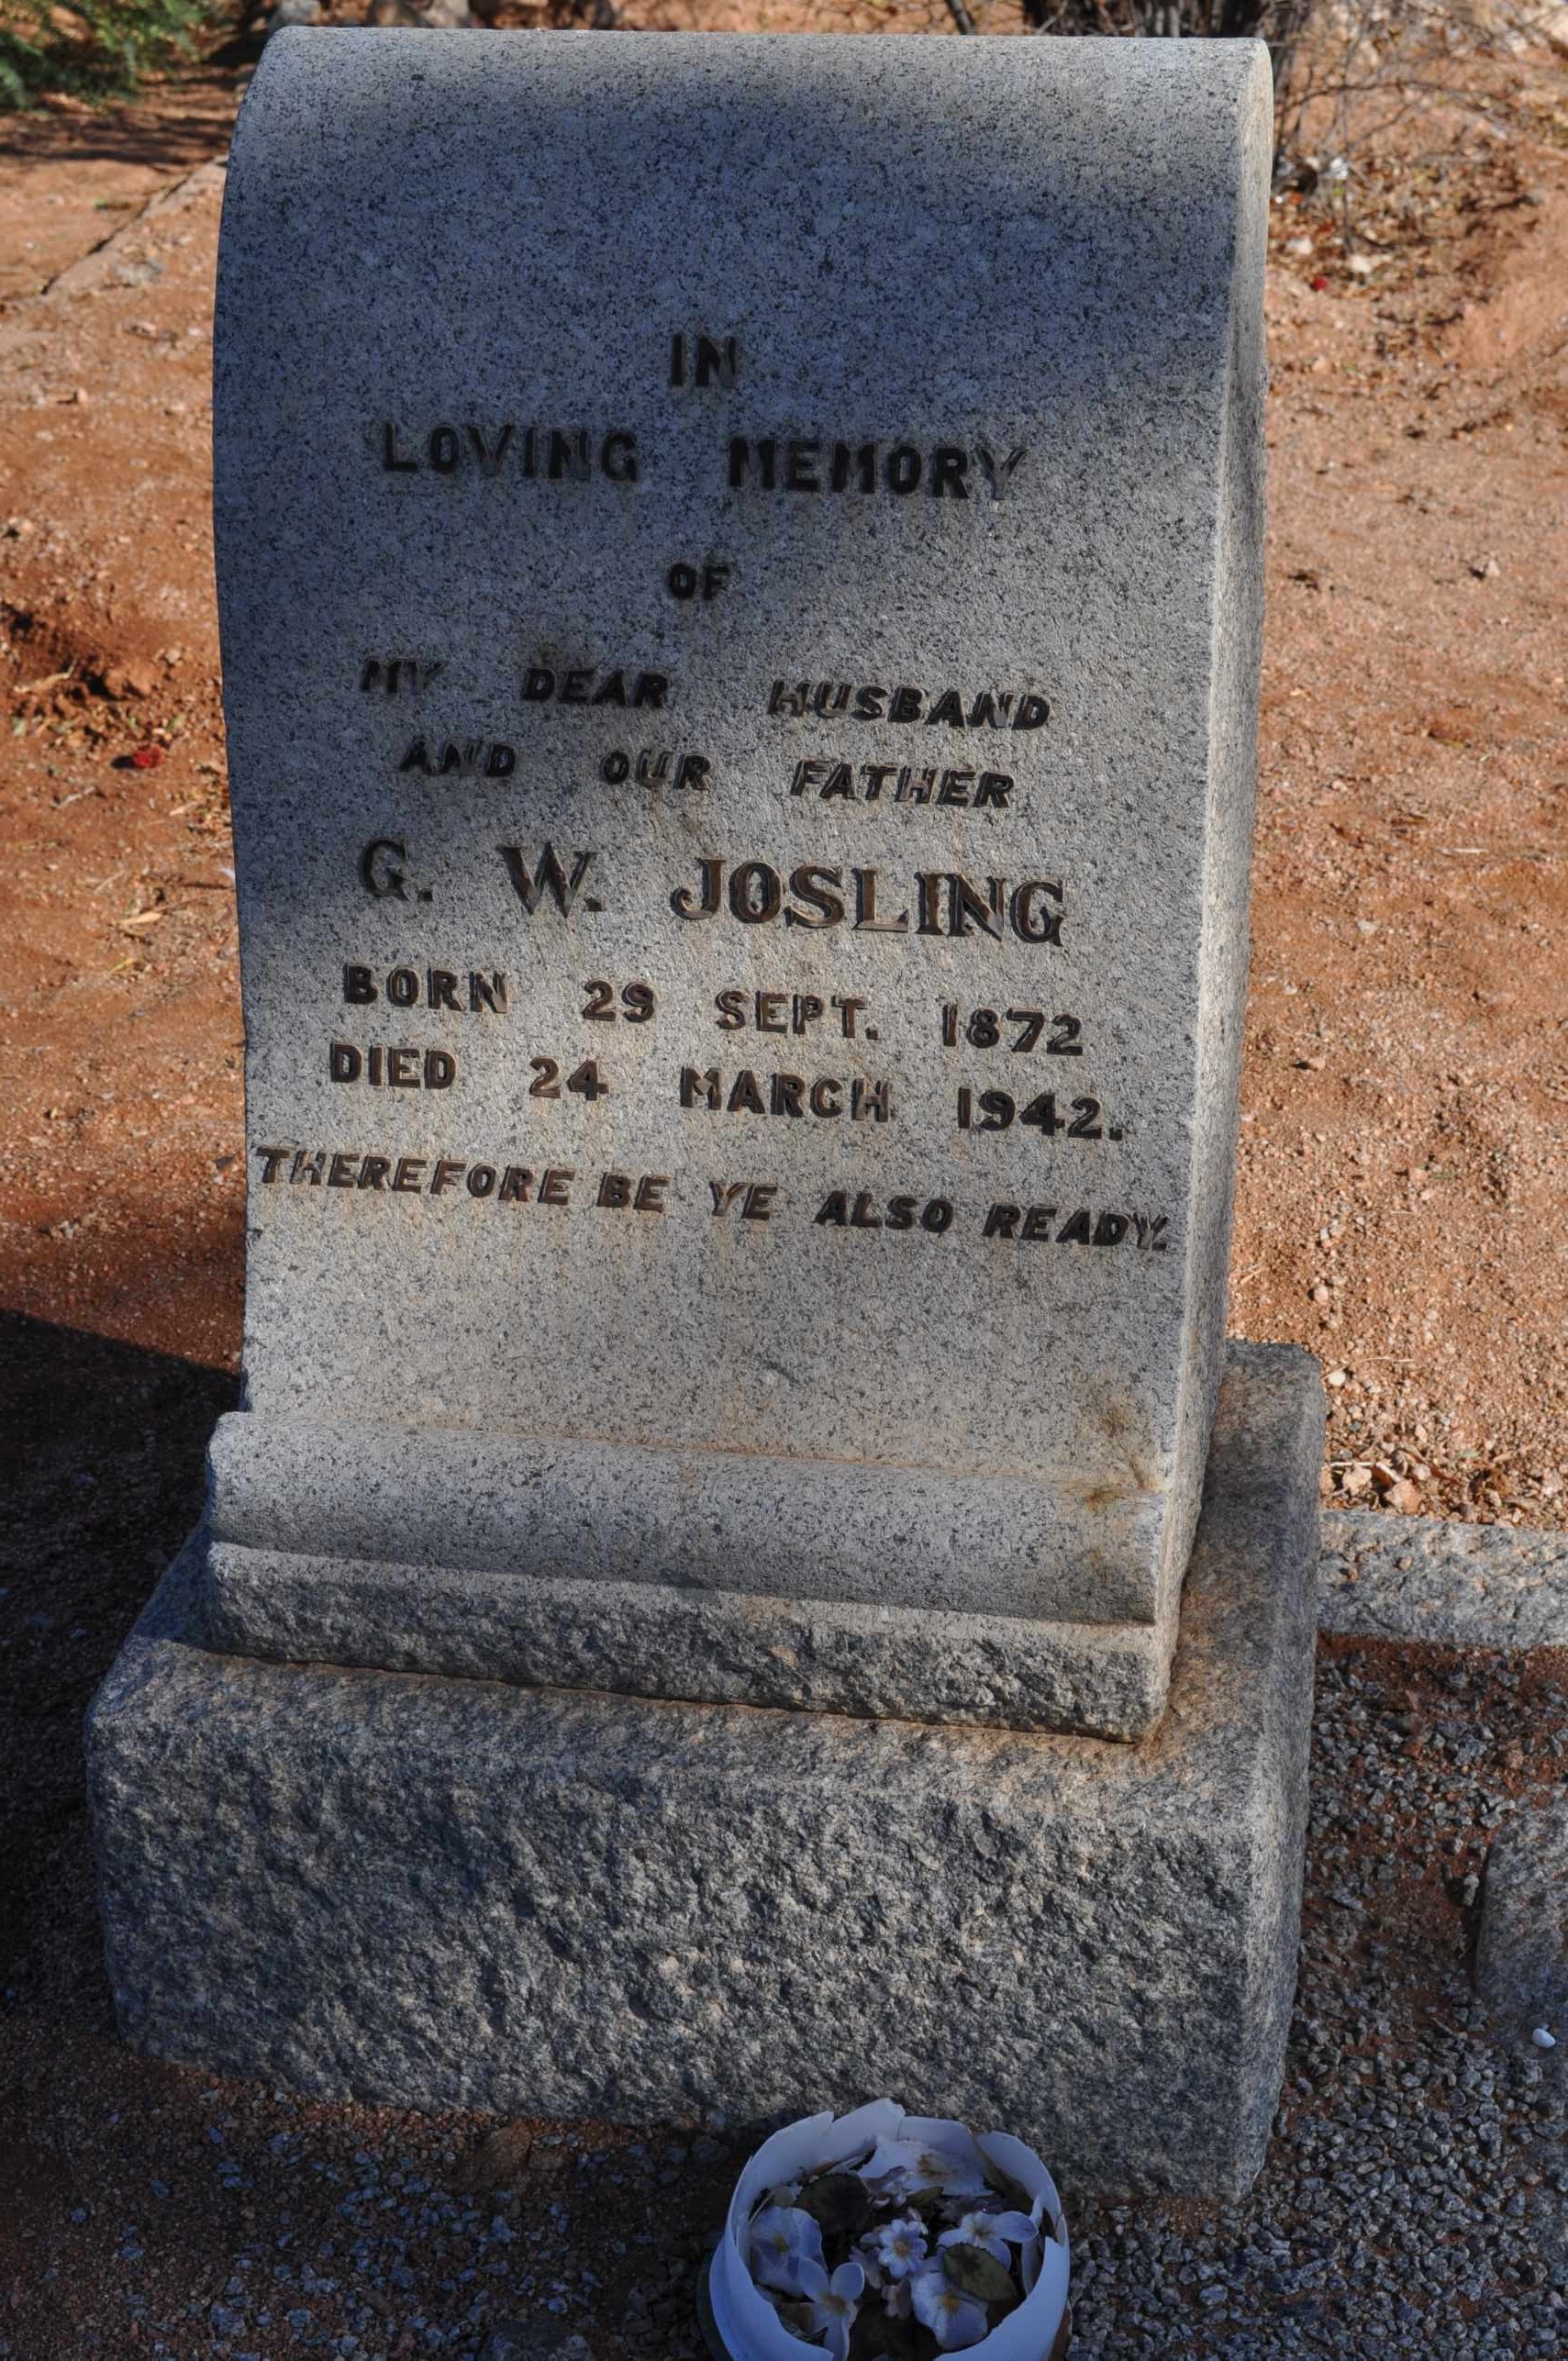 IN
LOVING MEMORY
OF
MY DEAR HUSBAND
AND OUR FATHER
G. W. JOSLING
BORN 29 SEPT. 1872
DIED 24 MARCH 1942.
THEREFORE BE YE ALSO READY.